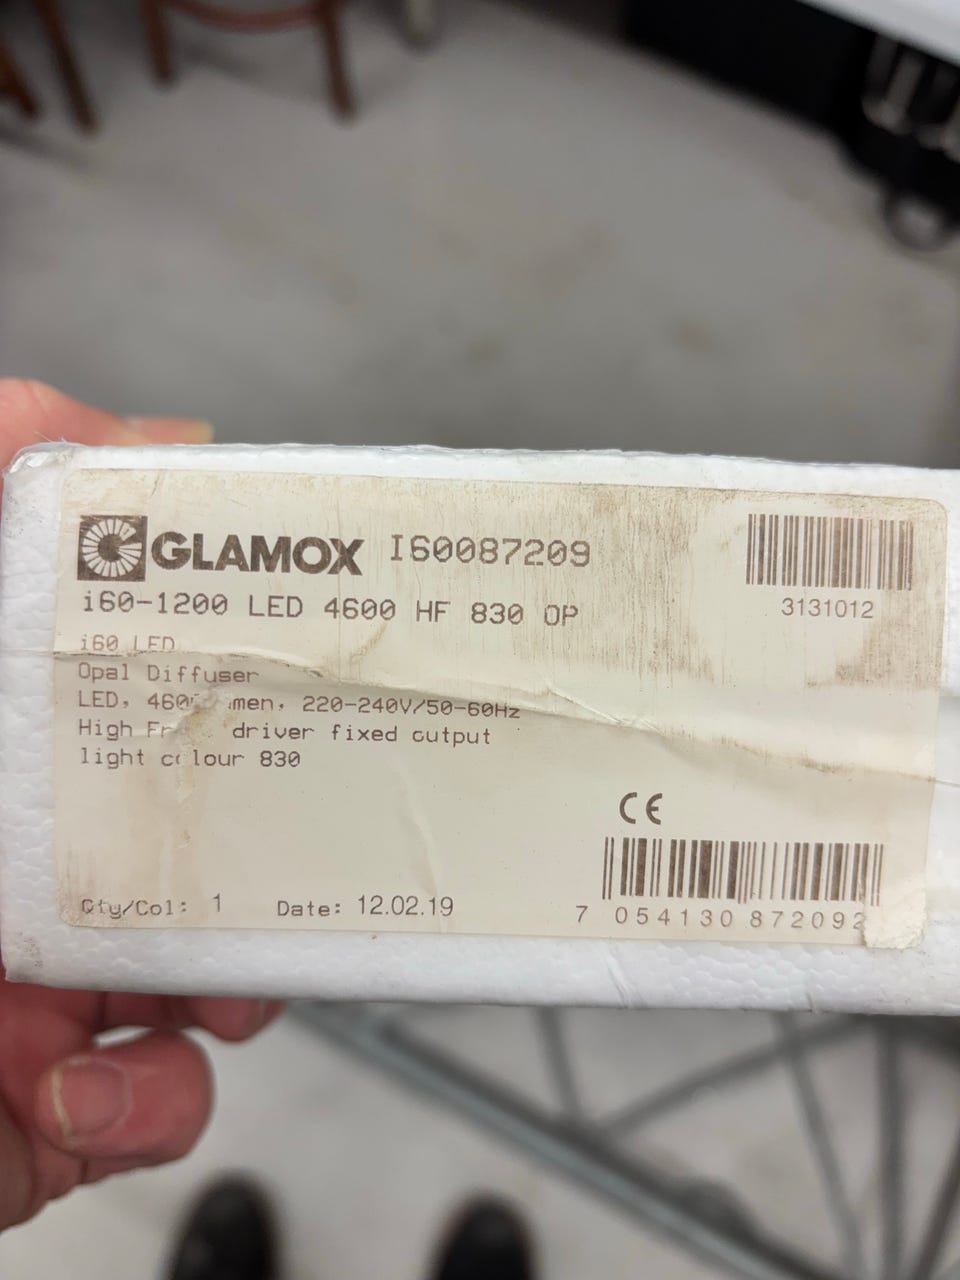 GLAMOX I60087209
i60-1200 LED 4600 HF 830 OP
3131012
i60 LED
Opal Diffuser
LED, 220-240V/50-60Hz
High driver fixed output
light colour 830
CE
Qty/Col: 1 Date: 12.02.19
7 054130 872092